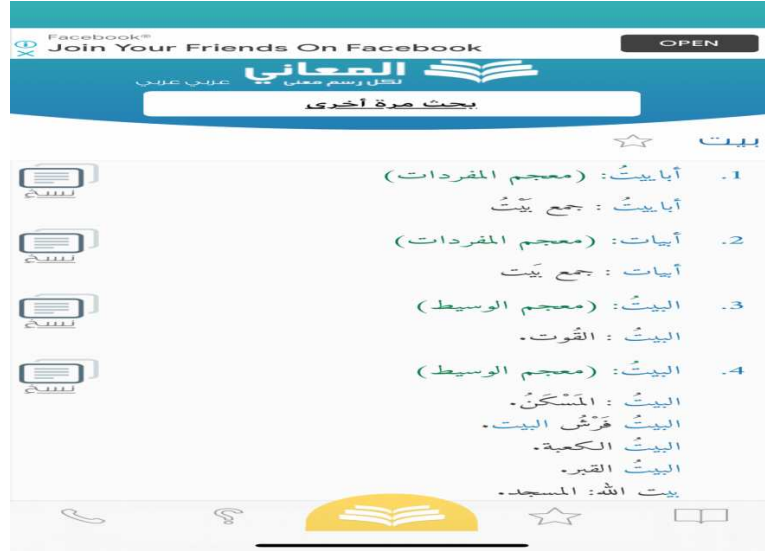 Facebook®
Join Your Friends On Facebook
OPEN
المعاني
لكل رسم معنى
عربي عربي
بحث مرة أخرى
بيت
1. أباييتُ: (معجم المفردات)
نسخ
أباييتُ : جمع بَيْتُ
2. أبيات: (معجم المفردات)
نسخ
أبيات : جمع بَيت
3. البيتُ: (معجم الوسيط)
نسخ
البيتُ : القُوت.
4. البيتُ: (معجم الوسيط)
نسخ
البيتُ : المَسْكَنُ.
البيتُ فَرْشُ البيت.
البيتُ الكعبة.
البيتُ القبر.
بيت الله: المسجد.